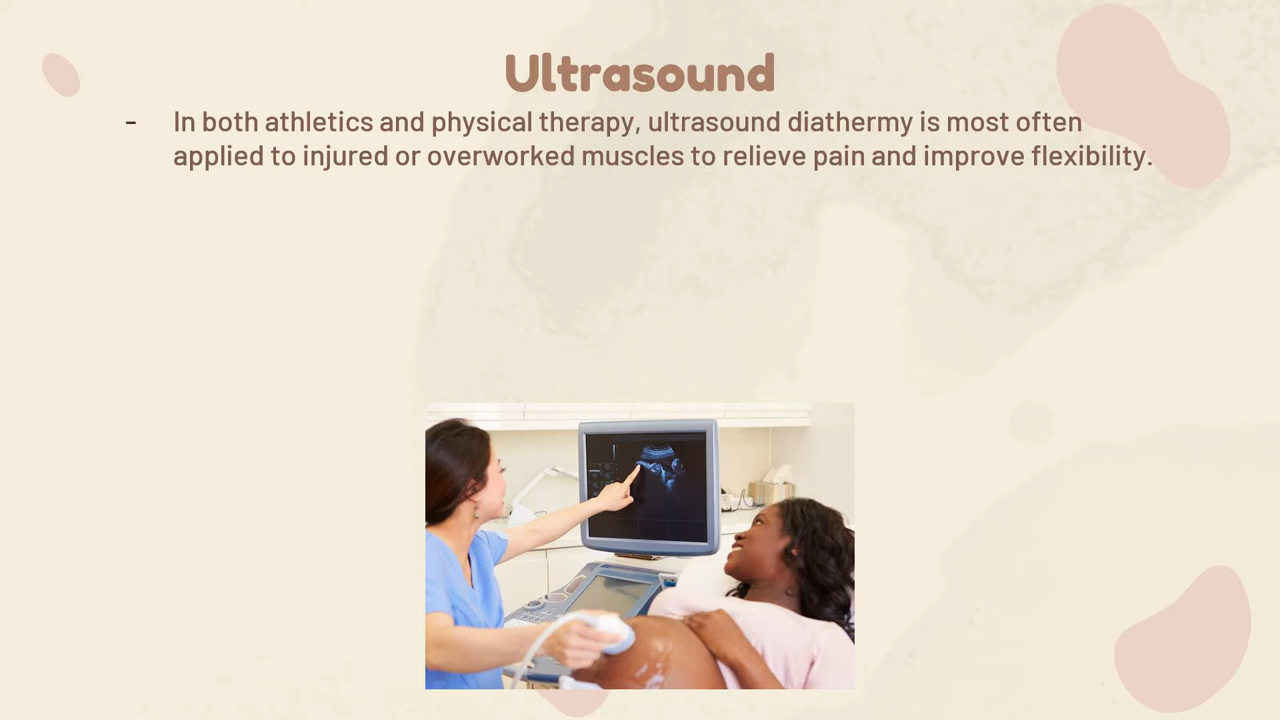 Ultrasound
- In both athletics and physical therapy, ultrasound diathermy is most often
applied to injured or overworked muscles to relieve pain and improve flexibility.